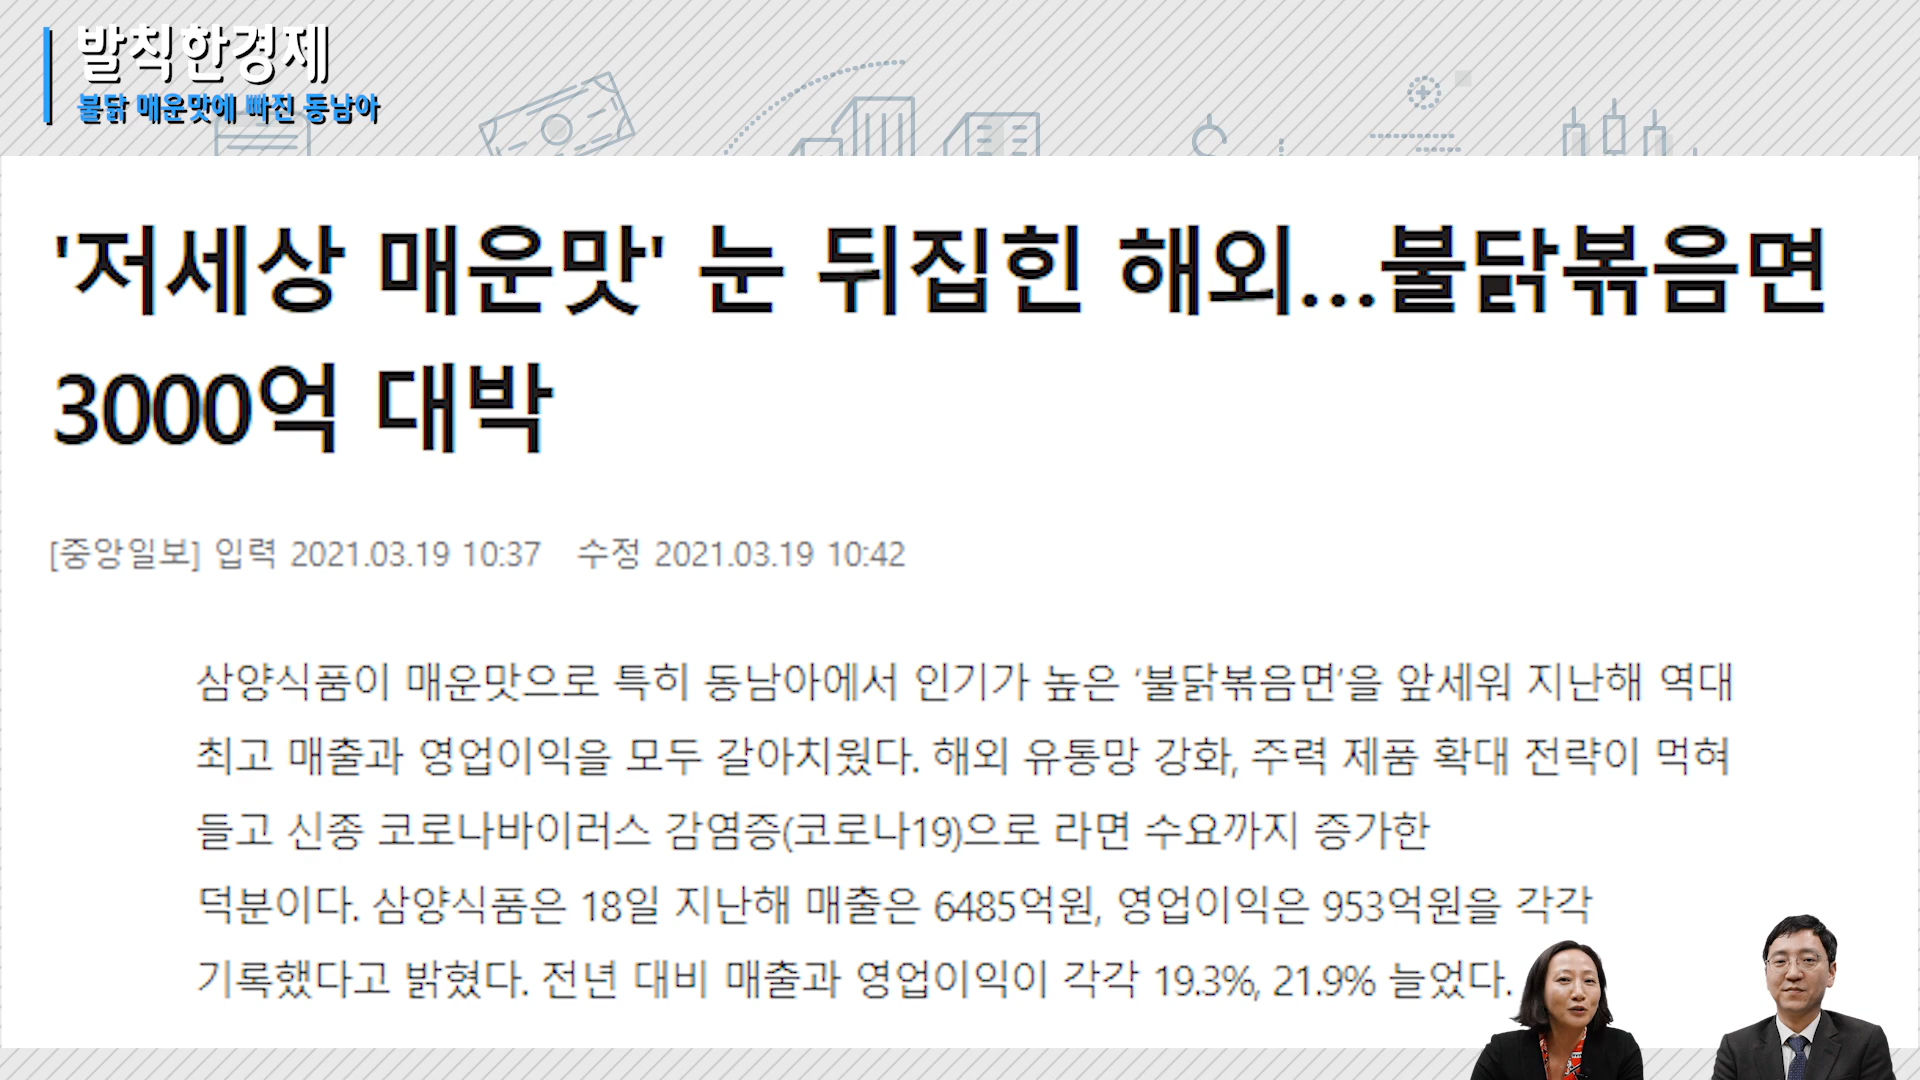 발칙한경제
불닭 매운맛에 빠진 동남아
'저세상 매운맛' 눈 뒤집힌 해외...불닭볶음면
3000억 대박
[중앙일보] 입력 2021.03.19 10:37 수정 2021.03.19 10:42
삼양식품이 매운맛으로 특히 동남아에서 인기가 높은 ‘불닭볶음면’을 앞세워 지난해 역대
최고 매출과 영업이익을 모두 갈아치웠다. 해외 유통망 강화, 주력 제품 확대 전략이 먹혀
들고 신종 코로나바이러스 감염증(코로나19)으로 라면 수요까지 증가한
덕분이다. 삼양식품은 18일 지난해 매출은 6485억원, 영업이익은 953억원을 각각
기록했다고 밝혔다. 전년 대비 매출과 영업이익이 각각 19.3%, 21.9% 늘었다.